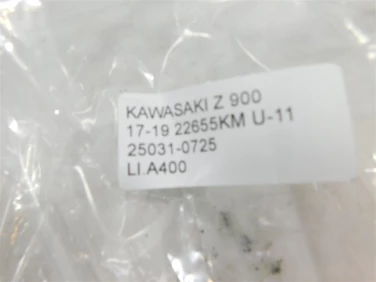 KAWASAKI Z 900
17-19 22655KM U-11
25031-0725
LI.A400